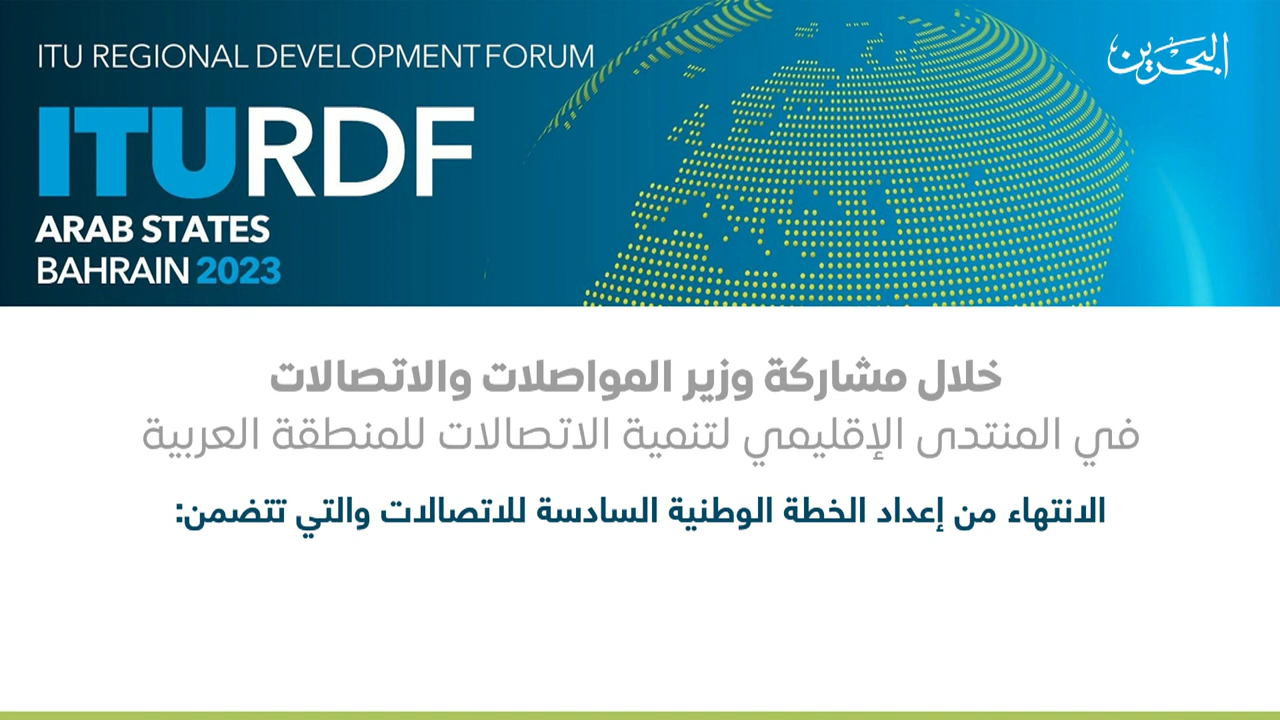 ITU REGIONAL DEVELOPMENT FORUM
البحرين
ITURDF
ARAB STATES
BAHRAIN 2023
خلال مشاركة وزير المواصلات والاتصالات
في المنتدى الإقليمي لتنمية الاتصالات للمنطقة العربية
الانتهاء من إعداد الخطة الوطنية السادسة للاتصالات والتي تتضمن: